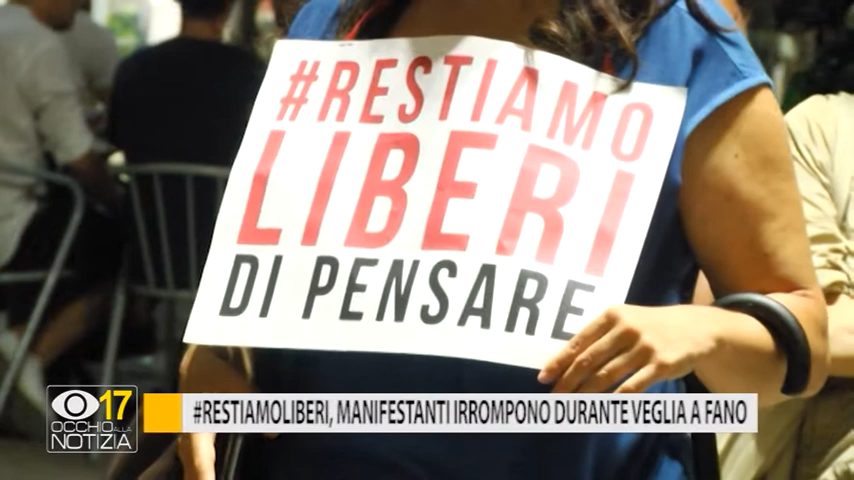 #RESTIAMO
LIBERI
DI PENSARE
17
OCCHIO ALLA
NOTIZIA
#RESTIAMOLIBERI, MANIFESTANTI IRROMPONO DURANTE VEGLIA A FANO